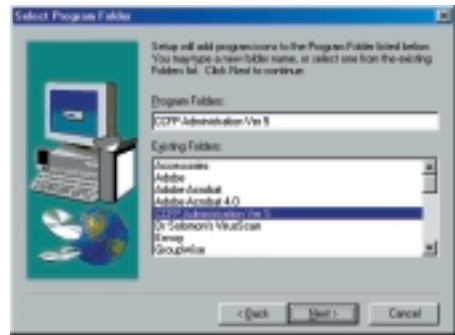 Select Program Folder
Setup will add program icons to the Program Folder listed below.
You may type a new folder name, or select one from the existing
Folders list. Click Next to continue.
Program Folders:
CCFP Administration Ver 5
Existing Folders:
Accessories
Adobe
Adobe Acrobat
Adobe Acrobat 4.0
CCFP Administration Ver 5
Dr Solomon's VirusScan
GroupWise
< Back
Next >
Cancel